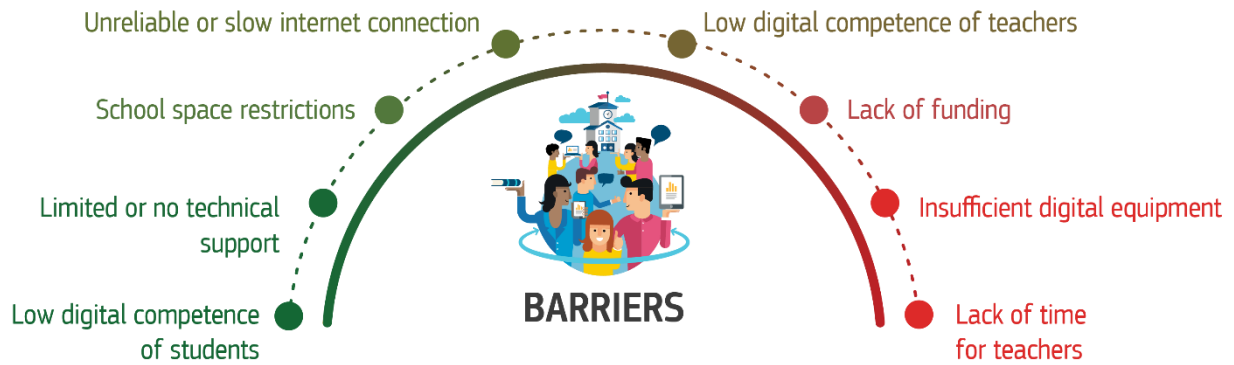 Unreliable or slow internet connection
Low digital competence of teachers
School space restrictions
Lack of funding
Limited or no technical
support
Insufficient digital equipment
Low digital competence
of students
Lack of time
for teachers
BARRIERS